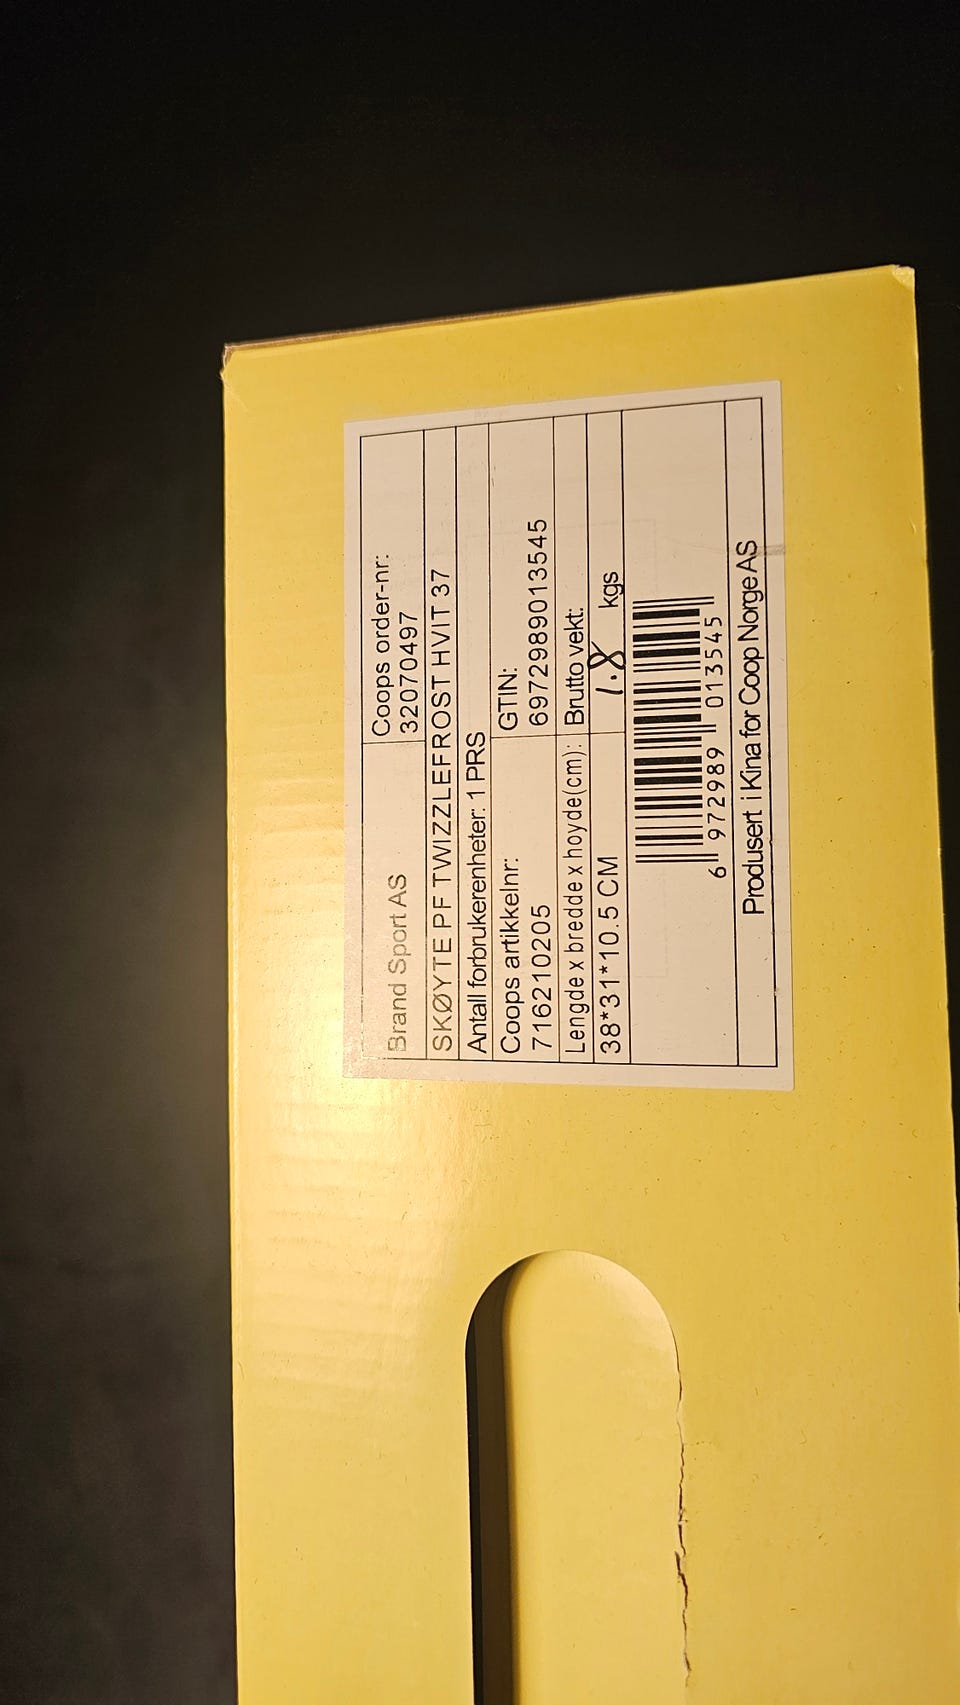 Brand Sport AS
Coops order-nr:
32070497
SKØYTE PF TWIZZLEFROST HVIT 37
Antall forbrukerenheter: 1 PRS
Coops artikkelnr:
716210205
GTIN:
6972989013545
Lengde x bredde x hoyde(cm):
38*31*10.5 CM
Brutto vekt:
1.8 kgs
6 972989 013545
Produsert i Kina for Coop Norge AS